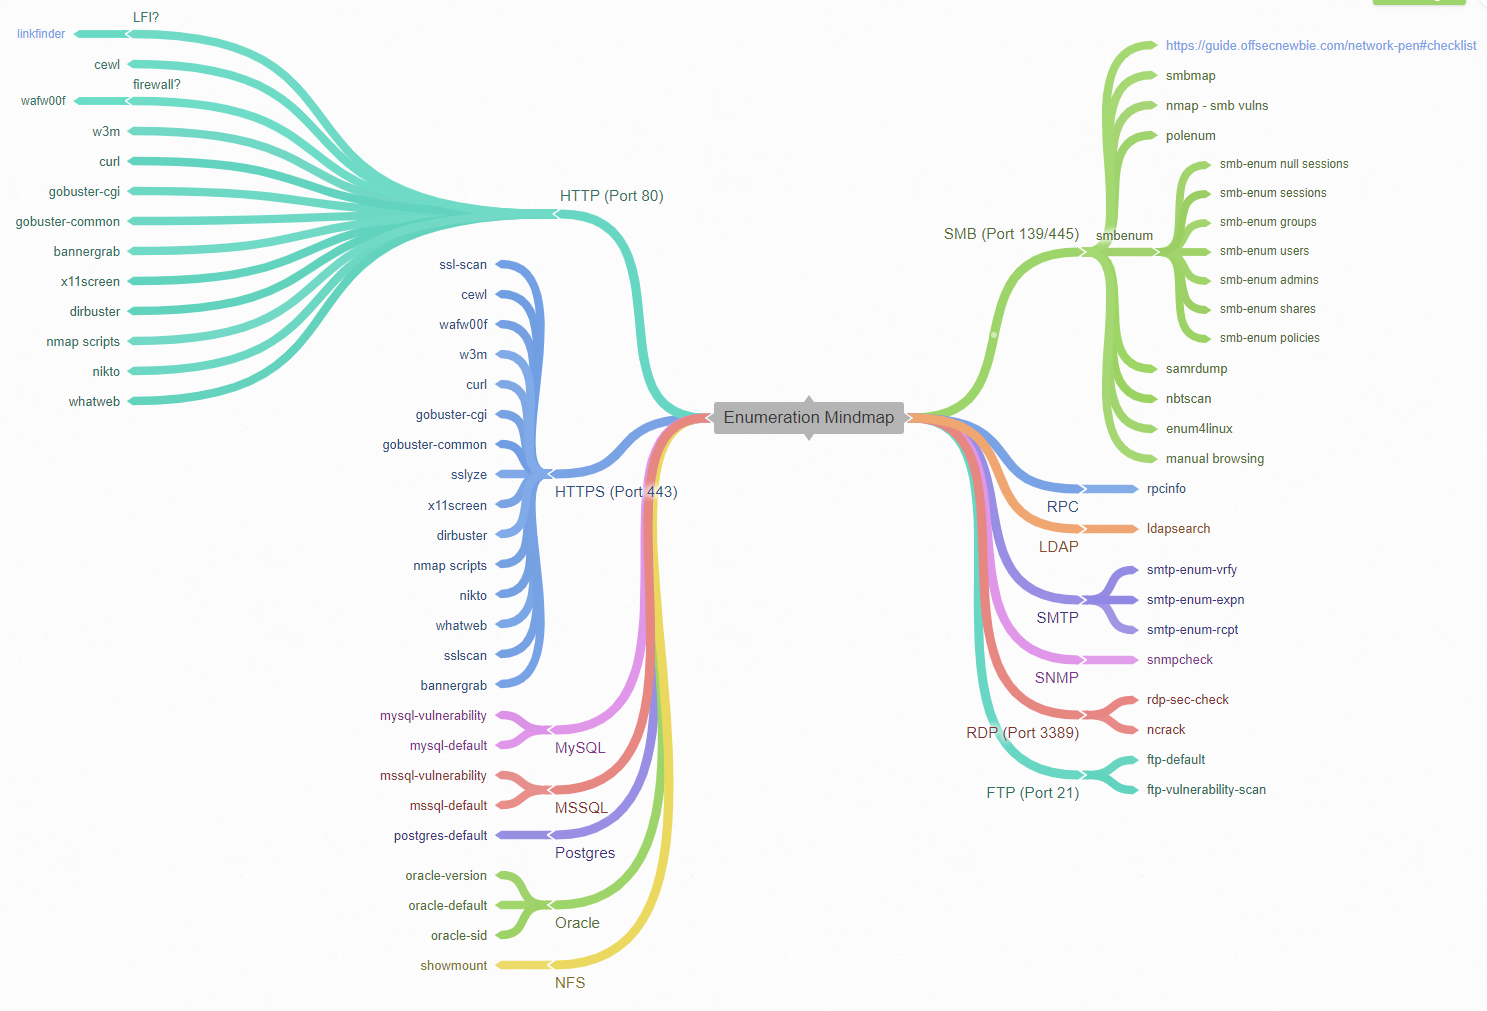 Enumeration Mindmap
HTTP (Port 80)
LFI?
linkfinder
cewl
firewall?
wafw00f
w3m
curl
gobuster-cgi
gobuster-common
bannergrab
x11screen
dirbuster
nmap scripts
nikto
whatweb
HTTPS (Port 443)
ssl-scan
cewl
wafw00f
w3m
curl
gobuster-cgi
gobuster-common
sslyze
x11screen
dirbuster
nmap scripts
nikto
whatweb
sslscan
bannergrab
MySQL
mysql-vulnerability
mysql-default
MSSQL
mssql-vulnerability
mssql-default
Postgres
postgres-default
Oracle
oracle-version
oracle-default
oracle-sid
NFS
showmount
SMB (Port 139/445)
https://guide.offsecnewbie.com/network-pen#checklist
smbmap
nmap - smb vulns
polenum
smbenum
smb-enum null sessions
smb-enum sessions
smb-enum groups
smb-enum users
smb-enum admins
smb-enum shares
smb-enum policies
samrdump
nbtscan
enum4linux
manual browsing
RPC
rpcinfo
LDAP
ldapsearch
SMTP
smtp-enum-vrfy
smtp-enum-expn
smtp-enum-rcpt
SNMP
snmpcheck
RDP (Port 3389)
rdp-sec-check
ncrack
FTP (Port 21)
ftp-default
ftp-vulnerability-scan